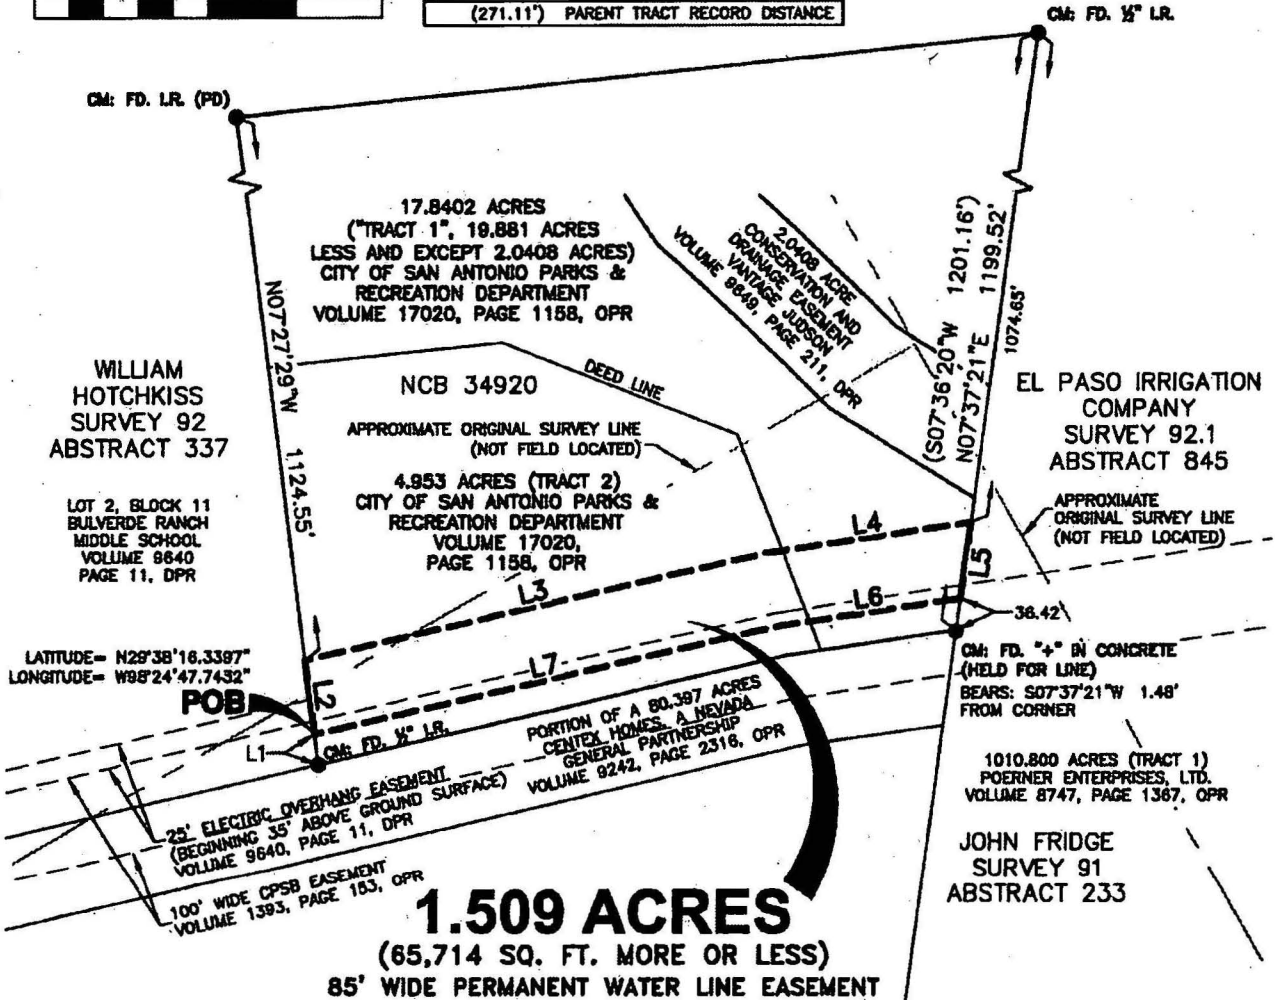 (271.11') PARENT TRACT RECORD DISTANCE
CM: FD. ½" I.R.
CM: FD. I.R. (PD)
17.8402 ACRES
("TRACT 1", 19.881 ACRES
LESS AND EXCEPT 2.0408 ACRES)
CITY OF SAN ANTONIO PARKS &
RECREATION DEPARTMENT
VOLUME 17020, PAGE 1158, OPR
2.0408 ACRE
CONSERVATION AND
DRAINAGE EASEMENT
VANTAGE JUDSON
VOLUME 9649, PAGE 211, DPR
(S07°36'20"W 1201.16')
N07°37'21"E 1199.52'
1074.65'
N07°27'29"W 1124.55'
WILLIAM
HOTCHKISS
SURVEY 92
ABSTRACT 337
NCB 34920
DEED LINE
EL PASO IRRIGATION
COMPANY
SURVEY 92.1
ABSTRACT 845
APPROXIMATE ORIGINAL SURVEY LINE
(NOT FIELD LOCATED)
4.953 ACRES (TRACT 2)
CITY OF SAN ANTONIO PARKS &
RECREATION DEPARTMENT
VOLUME 17020,
PAGE 1158, OPR
LOT 2, BLOCK 11
BULVERDE RANCH
MIDDLE SCHOOL
VOLUME 9640
PAGE 11, DPR
APPROXIMATE
ORIGINAL SURVEY LINE
(NOT FIELD LOCATED)
L4
L5
L3
L6
36.42'
LATITUDE= N29°38'16.3397"
LONGITUDE= W98°24'47.7432"
POB
L2
L7
L1
CM: FD. ½" I.R.
CM: FD. "+" IN CONCRETE
(HELD FOR LINE)
BEARS: S07°37'21"W 1.48'
FROM CORNER
PORTION OF A 80.397 ACRES
CENTEX HOMES, A NEVADA
GENERAL PARTNERSHIP
VOLUME 9242, PAGE 2316, OPR
25' ELECTRIC OVERHANG EASEMENT
(BEGINNING 35' ABOVE GROUND SURFACE)
VOLUME 9640, PAGE 11, DPR
1010.800 ACRES (TRACT 1)
POERNER ENTERPRISES, LTD.
VOLUME 8747, PAGE 1367, OPR
100' WIDE CPSB EASEMENT
VOLUME 1393, PAGE 153, OPR
JOHN FRIDGE
SURVEY 91
ABSTRACT 233
1.509 ACRES
(65,714 SQ. FT. MORE OR LESS)
85' WIDE PERMANENT WATER LINE EASEMENT